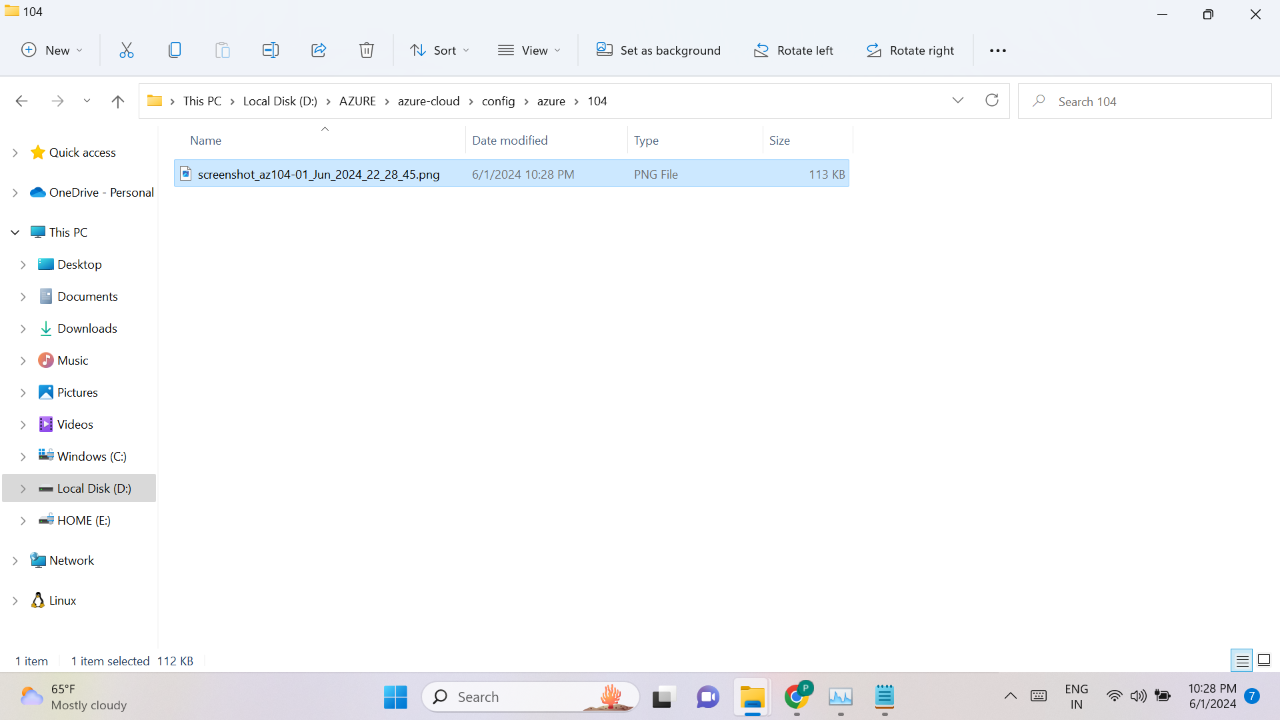 104
New
Sort
View
Set as background
Rotate left
Rotate right
This PC
Local Disk (D:)
AZURE
azure-cloud
config
azure
104
Search 104
Name
Date modified
Type
Size
screenshot_az104-01_Jun_2024_22_28_45.png
6/1/2024 10:28 PM
PNG File
113 KB
Quick access
OneDrive - Personal
This PC
Desktop
Documents
Downloads
Music
Pictures
Videos
Windows (C:)
Local Disk (D:)
HOME (E:)
Network
Linux
1 item
1 item selected
112 KB
65°F
Mostly cloudy
Search
P
ENG
IN
10:28 PM
6/1/2024
7